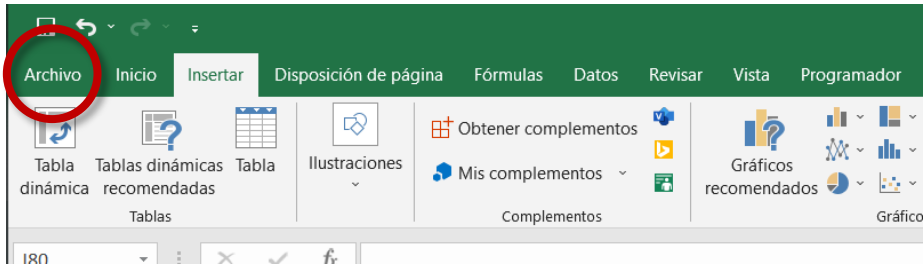 Archivo Inicio Insertar Disposición de página Fórmulas Datos Revisar Vista Programador
Tabla dinámica
Tablas dinámicas recomendadas
Tabla
Ilustraciones
Obtener complementos
Mis complementos
Gráficos recomendados
Tablas
Complementos
Gráfico
I80
fx